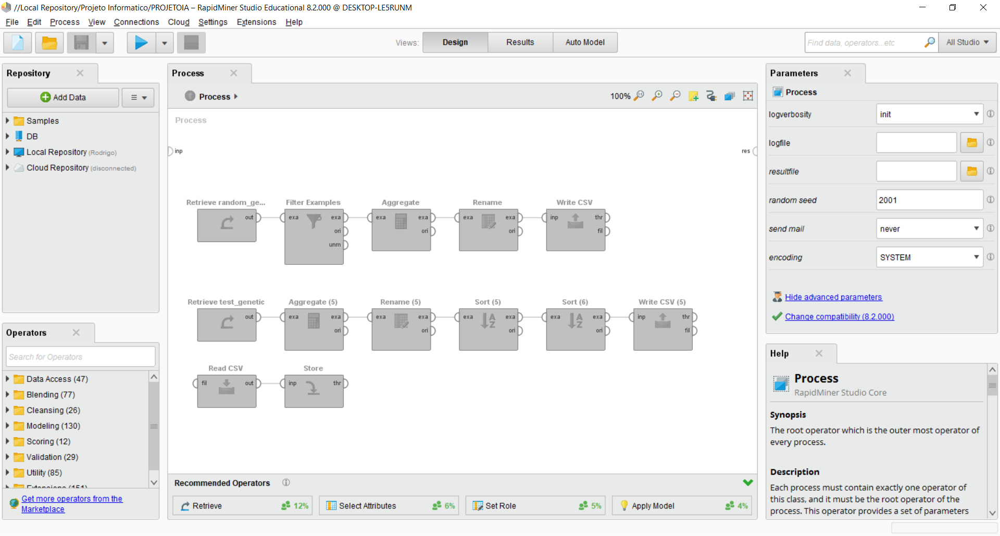 //Local Repository/Projeto Informatico/PROJETOIA – RapidMiner Studio Educational 8.2.000 @ DESKTOP-LE5RUNM
File Edit Process View Connections Cloud Settings Extensions Help
Views: Design Results Auto Model
Find data, operators...etc All Studio
Repository
Add Data
Samples
DB
Local Repository (Rodrigo)
Cloud Repository (disconnected)
Operators
Search for Operators
Data Access (47)
Blending (77)
Cleansing (26)
Modeling (130)
Scoring (12)
Validation (29)
Utility (85)
Extensions (151)
Get more operators from the
Marketplace
Process
Process
100%
Process
inp
res
Retrieve random_ge... Filter Examples Aggregate Rename Write CSV
out exa exa exa exa exa exa inp thr
ori ori ori fil
unm
Retrieve test_genetic Aggregate (5) Rename (5) Sort (5) Sort (6) Write CSV (5)
out exa exa exa exa exa exa exa exa inp thr
ori ori ori ori fil
Read CSV Store
fil out inp thr
Recommended Operators
Retrieve 12% Select Attributes 6% Set Role 5% Apply Model 4%
Parameters
Process
logverbosity init
logfile
resultfile
random seed 2001
send mail never
encoding SYSTEM
Hide advanced parameters
Change compatibility (8.2.000)
Help
Process
RapidMiner Studio Core
Synopsis
The root operator which is the outer most operator of
every process.
Description
Each process must contain exactly one operator of
this class, and it must be the root operator of the
process. This operator provides a set of parameters